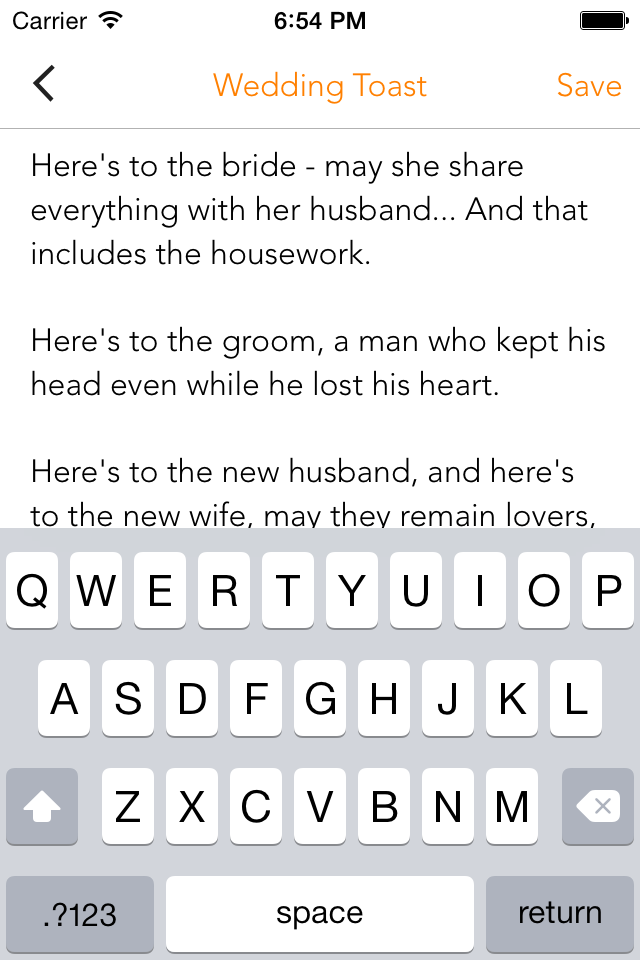 Carrier 6:54 PM
Wedding Toast Save
Here's to the bride - may she share
everything with her husband... And that
includes the housework.
Here's to the groom, a man who kept his
head even while he lost his heart.
Here's to the new husband, and here's
to the new wife, may they remain lovers,
Q W E R T Y U I O P
A S D F G H J K L
Z X C V B N M
.?123 space return